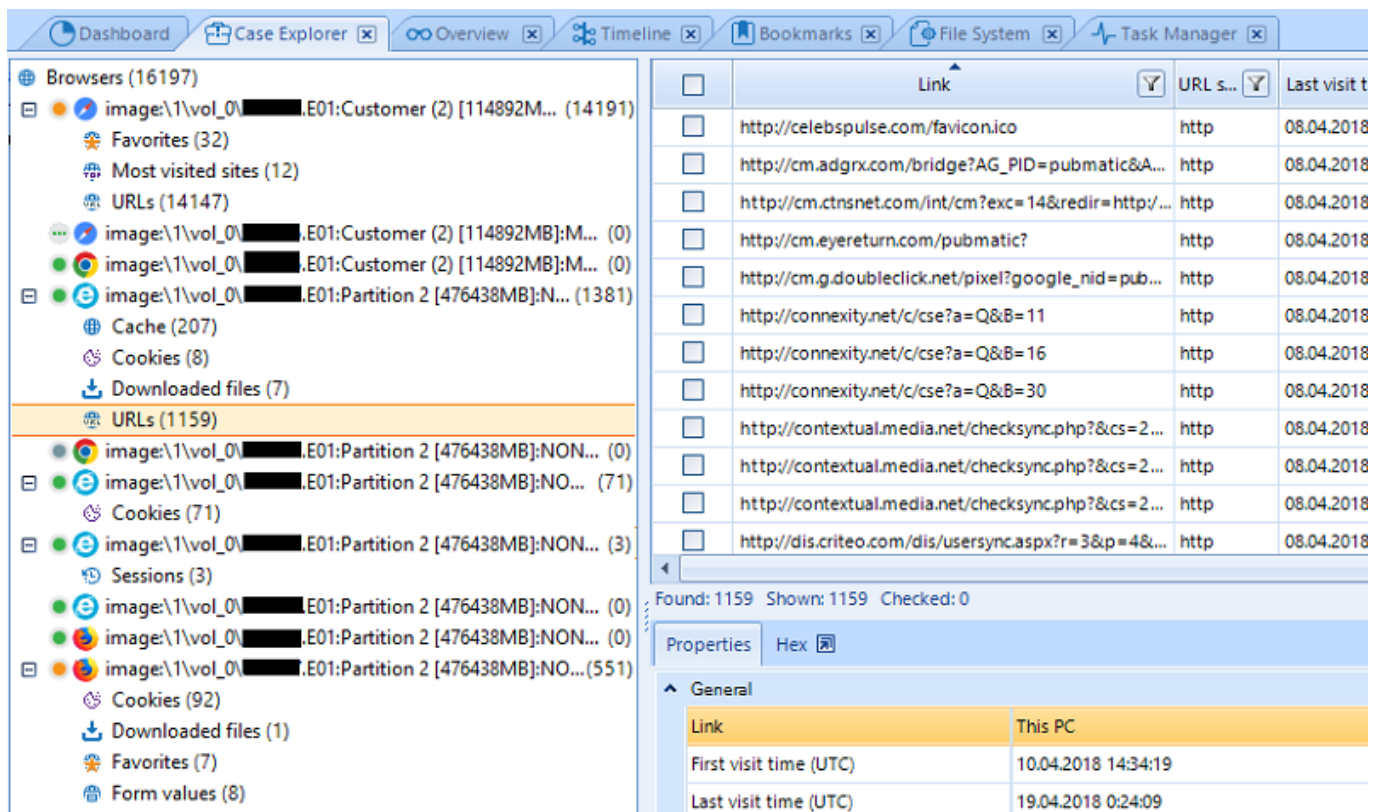 Dashboard Case Explorer Overview Timeline Bookmarks File System Task Manager
Browsers (16197)
image:\1\vol_0\ .E01:Customer (2) [114892M... (14191)
Favorites (32)
Most visited sites (12)
URLs (14147)
image:\1\vol_0\ .E01:Customer (2) [114892MB]:M... (0)
image:\1\vol_0\ .E01:Customer (2) [114892MB]:M... (0)
image:\1\vol_0\ .E01:Partition 2 [476438MB]:N... (1381)
Cache (207)
Cookies (8)
Downloaded files (7)
URLs (1159)
image:\1\vol_0\ .E01:Partition 2 [476438MB]:NON... (0)
image:\1\vol_0\ .E01:Partition 2 [476438MB]:NO... (71)
Cookies (71)
image:\1\vol_0\ .E01:Partition 2 [476438MB]:NON... (3)
Sessions (3)
image:\1\vol_0\ .E01:Partition 2 [476438MB]:NON... (0)
image:\1\vol_0\ .E01:Partition 2 [476438MB]:NON... (0)
image:\1\vol_0\ .E01:Partition 2 [476438MB]:NO...(551)
Cookies (92)
Downloaded files (1)
Favorites (7)
Form values (8)
Link URL s... Last visit t
http://celebspulse.com/favicon.ico http 08.04.2018
http://cm.adgrx.com/bridge?AG_PID=pubmatic&A... http 08.04.2018
http://cm.ctnsnet.com/int/cm?exc=14&redir=http:/... http 08.04.2018
http://cm.eyereturn.com/pubmatic? http 08.04.2018
http://cm.g.doubleclick.net/pixel?google_nid=pub... http 08.04.2018
http://connexity.net/c/cse?a=Q&B=11 http 08.04.2018
http://connexity.net/c/cse?a=Q&B=16 http 08.04.2018
http://connexity.net/c/cse?a=Q&B=30 http 08.04.2018
http://contextual.media.net/checksync.php?&cs=2... http 08.04.2018
http://contextual.media.net/checksync.php?&cs=2... http 08.04.2018
http://contextual.media.net/checksync.php?&cs=2... http 08.04.2018
http://dis.criteo.com/dis/usersync.aspx?r=3&p=4&... http 08.04.2018
Found: 1159 Shown: 1159 Checked: 0
Properties Hex
General
Link This PC
First visit time (UTC) 10.04.2018 14:34:19
Last visit time (UTC) 19.04.2018 0:24:09